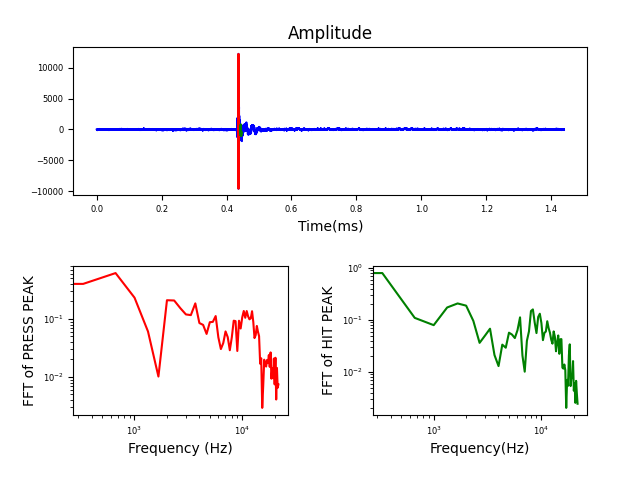 Amplitude
10000
5000
0
−5000
−10000
0.0 0.2 0.4 0.6 0.8 1.0 1.2 1.4
Time(ms)
FFT of PRESS PEAK
10⁻¹
10⁻²
10³ 10⁴
Frequency (Hz)
FFT of HIT PEAK
10⁰
10⁻¹
10⁻²
10³ 10⁴
Frequency(Hz)